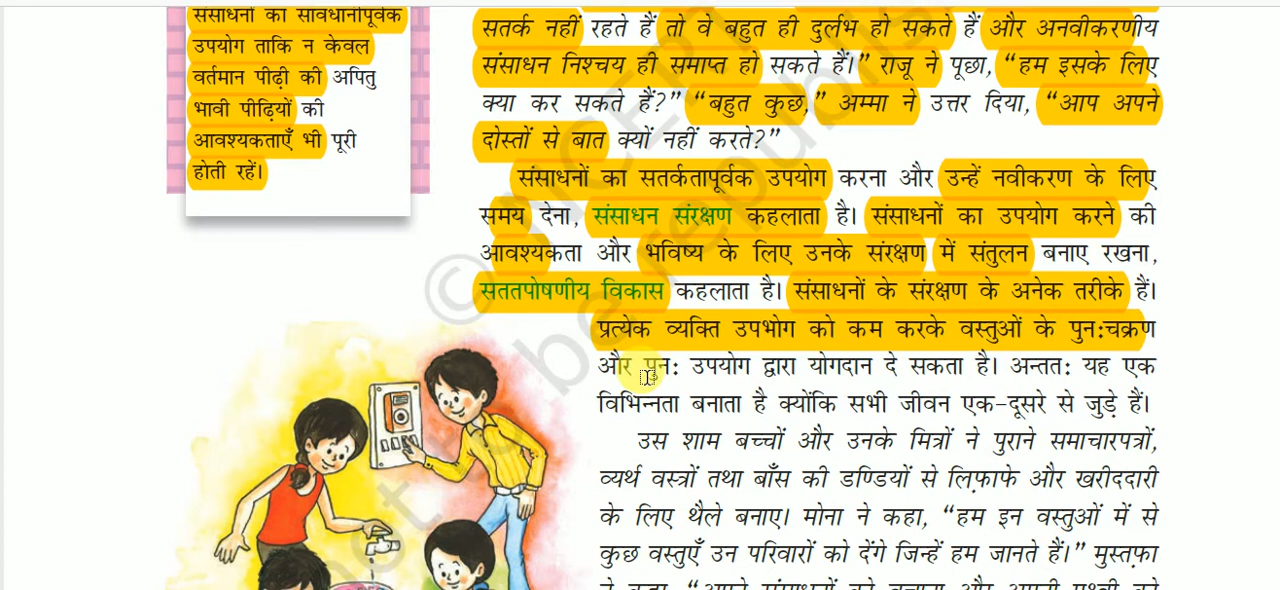 संसाधनों का सावधानीपूर्वक
उपयोग ताकि न केवल
वर्तमान पीढ़ी की अपितु
भावी पीढ़ियों की
आवश्यकताएँ भी पूरी
होती रहें।
सतर्क नहीं रहते हैं तो वे बहुत ही दुर्लभ हो सकते हैं और अनवीकरणीय
संसाधन निश्चय ही समाप्त हो सकते हैं।” राजू ने पूछा, “हम इसके लिए
क्या कर सकते हैं?” “बहुत कुछ,” अम्मा ने उत्तर दिया, “आप अपने
दोस्तों से बात क्यों नहीं करते?”
संसाधनों का सतर्कतापूर्वक उपयोग करना और उन्हें नवीकरण के लिए
समय देना, संसाधन संरक्षण कहलाता है। संसाधनों का उपयोग करने की
आवश्यकता और भविष्य के लिए उनके संरक्षण में संतुलन बनाए रखना,
सततपोषणीय विकास कहलाता है। संसाधनों के संरक्षण के अनेक तरीके हैं।
प्रत्येक व्यक्ति उपभोग को कम करके वस्तुओं के पुन:चक्रण
और पुन: उपयोग द्वारा योगदान दे सकता है। अन्तत: यह एक
विभिन्नता बनाता है क्योंकि सभी जीवन एक-दूसरे से जुड़े हैं।
उस शाम बच्चों और उनके मित्रों ने पुराने समाचारपत्रों,
व्यर्थ वस्त्रों तथा बाँस की डण्डियों से लिफ़ाफे और खरीददारी
के लिए थैले बनाए। मोना ने कहा, “हम इन वस्तुओं में से
कुछ वस्तुएँ उन परिवारों को देंगे जिन्हें हम जानते हैं।” मुस्तफ़ा
© NCERT
not to be republis